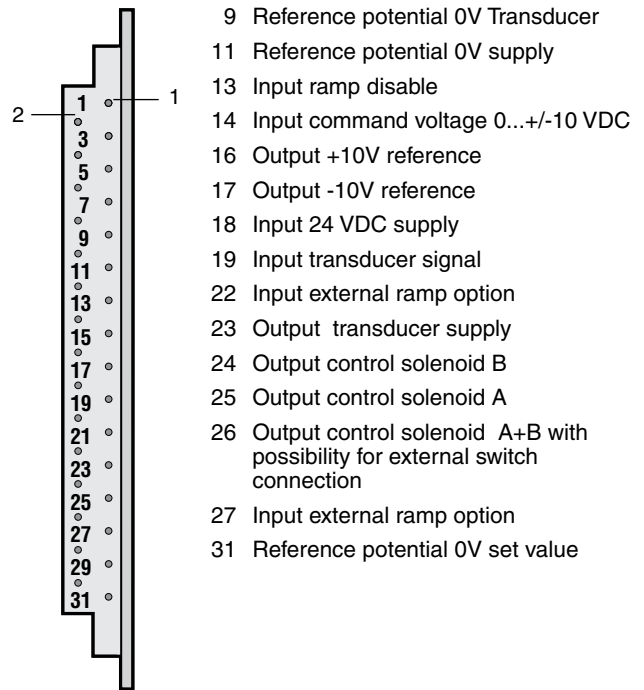 1
2
1
3
5
7
9
11
13
15
17
19
21
23
25
27
29
31
9 Reference potential 0V Transducer
11 Reference potential 0V supply
13 Input ramp disable
14 Input command voltage 0...+/-10 VDC
16 Output +10V reference
17 Output -10V reference
18 Input 24 VDC supply
19 Input transducer signal
22 Input external ramp option
23 Output transducer supply
24 Output control solenoid B
25 Output control solenoid A
26 Output control solenoid A+B with
possibility for external switch
connection
27 Input external ramp option
31 Reference potential 0V set value